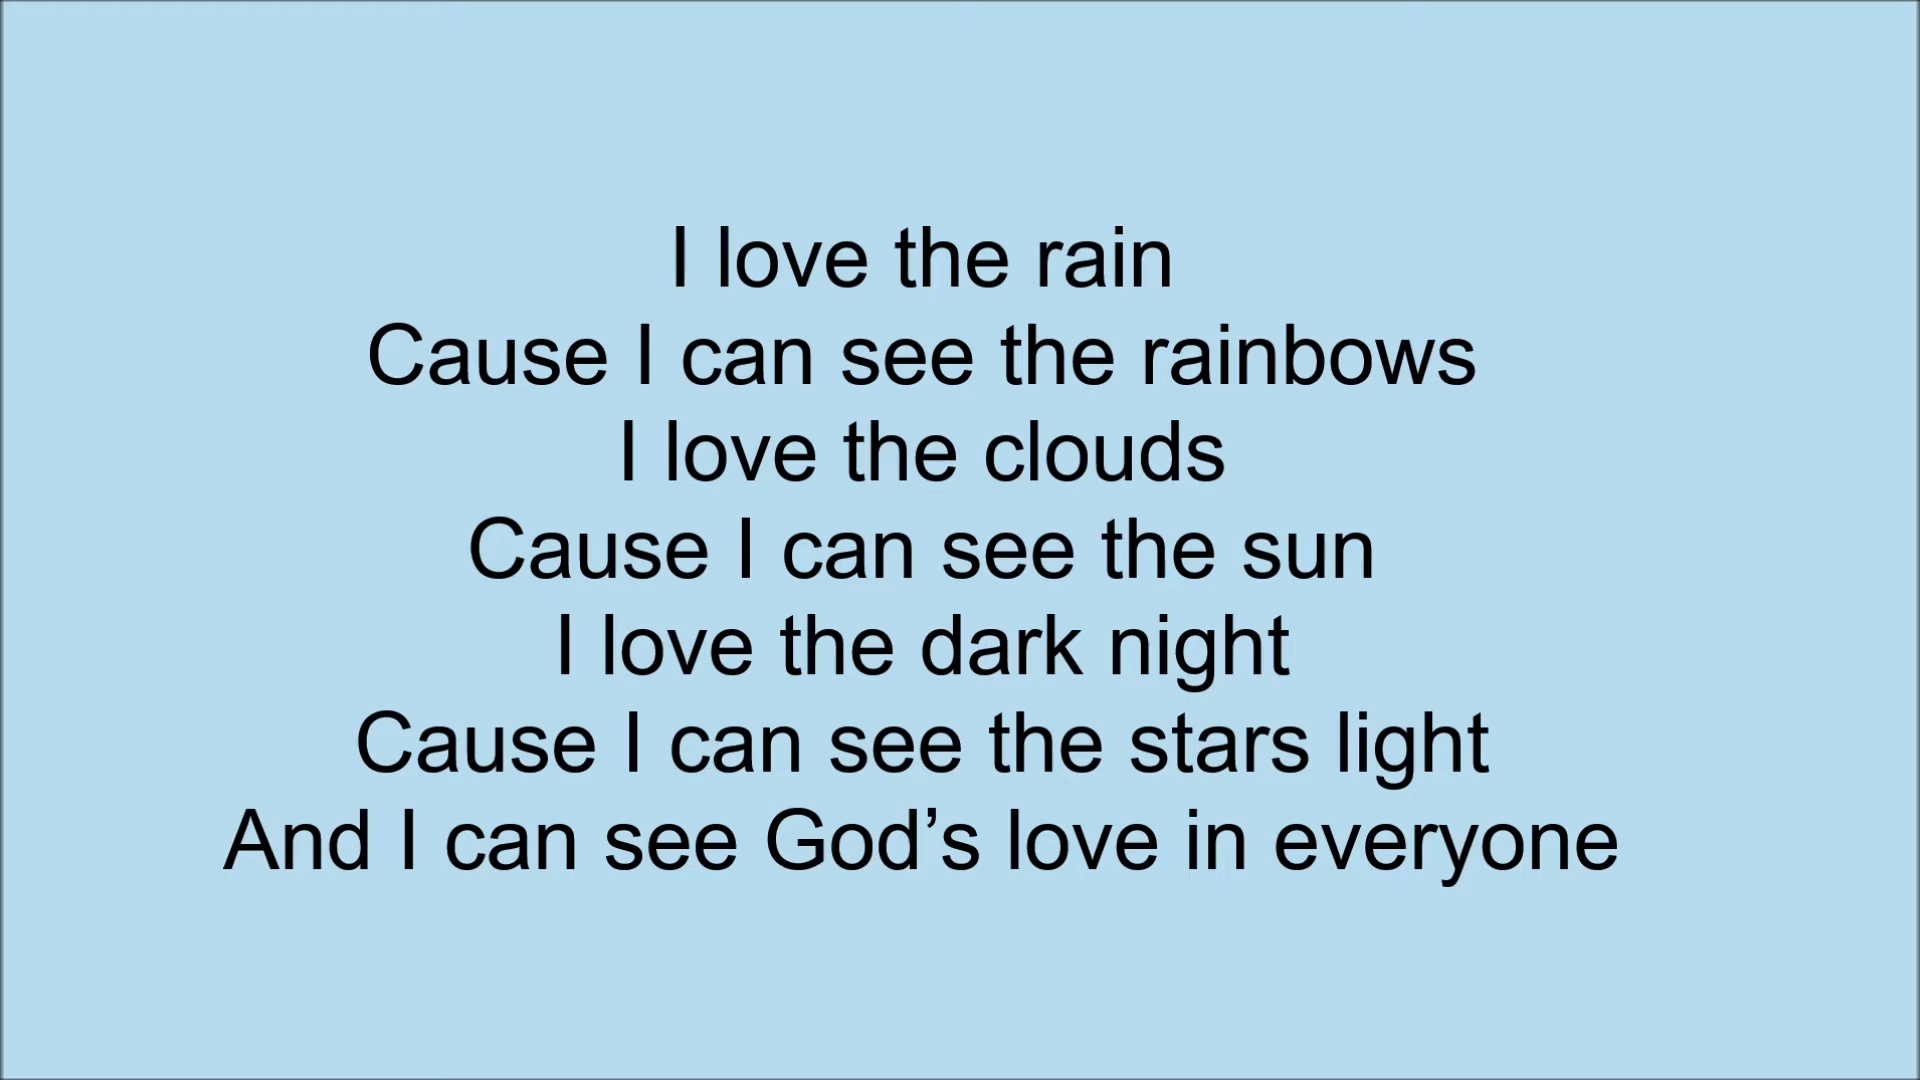 I love the rain
Cause I can see the rainbows
I love the clouds
Cause I can see the sun
I love the dark night
Cause I can see the stars light
And I can see God’s love in everyone